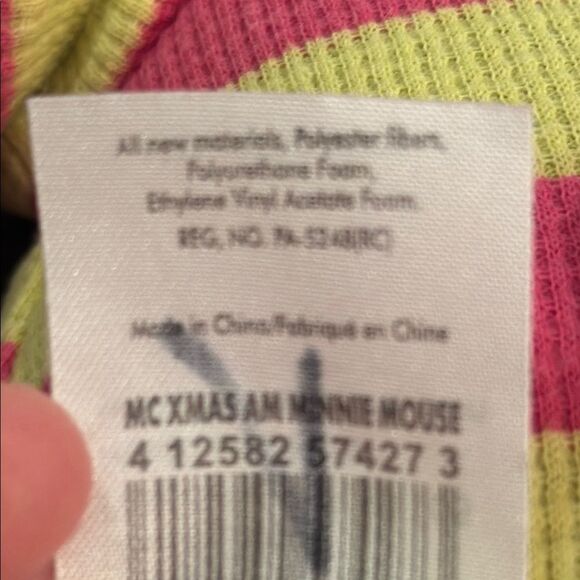 All new materials, Polyester fibers,
Polyurethane Foam,
Ethylene Vinyl Acetate Foam.
REG, NO. PA-5248(RC)
Made in China/Fabriqué en Chine
MC XMAS AM MINNIE MOUSE
4 12582 57427 3